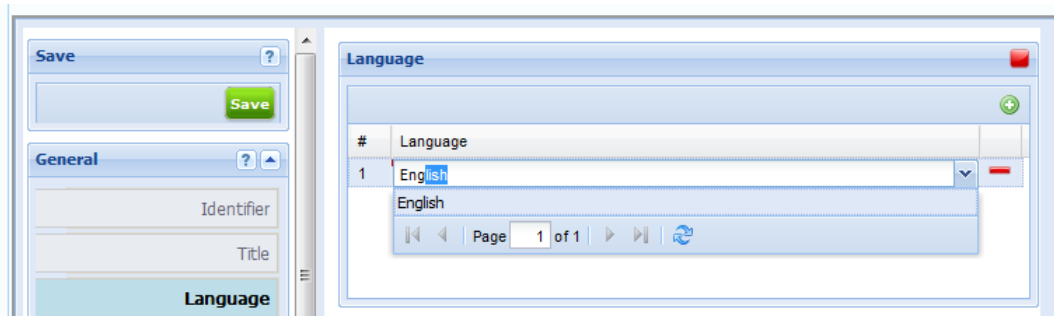 Save ?
Save
General ?
Identifier
Title
Language
Language
# Language
1 English
English
Page 1 of 1